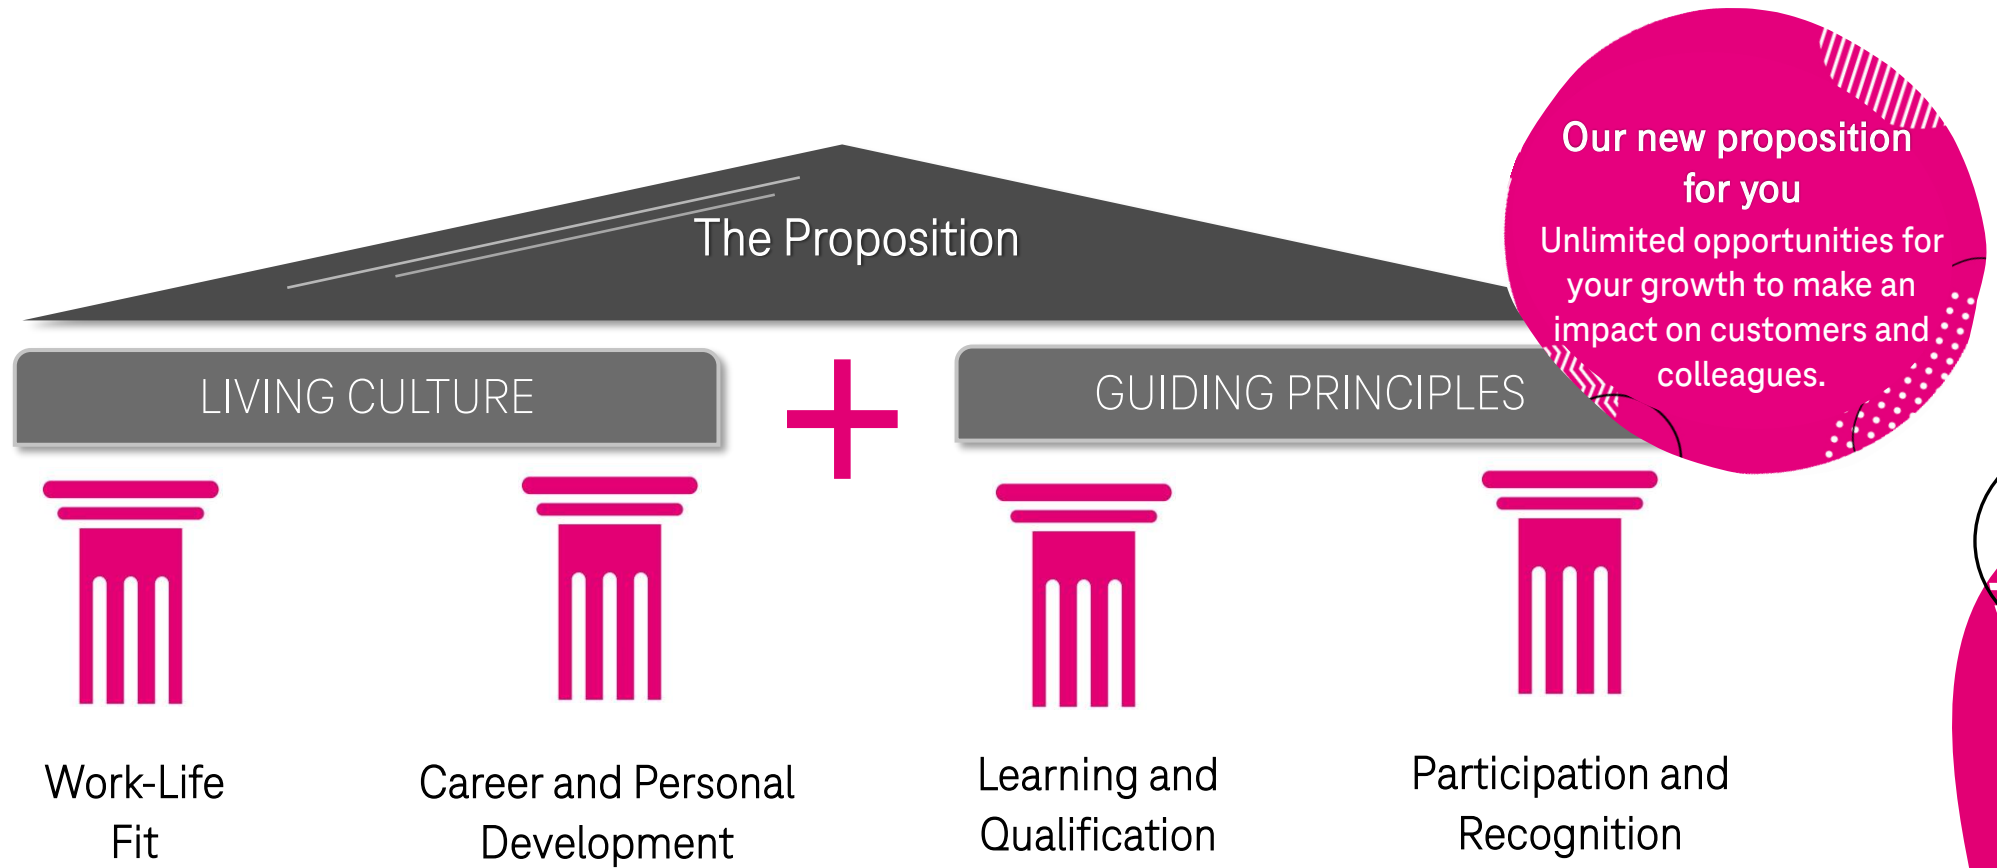 Our new proposition
for you
Unlimited opportunities for
your growth to make an
impact on customers and
colleagues.
The Proposition
LIVING CULTURE
GUIDING PRINCIPLES
Work-Life
Fit
Career and Personal
Development
Learning and
Qualification
Participation and
Recognition